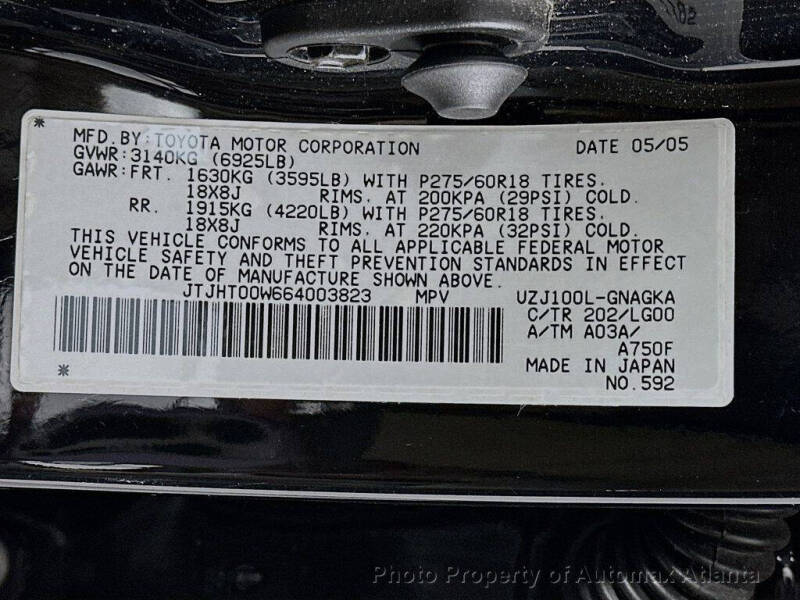 MFD.BY:TOYOTA MOTOR CORPORATION DATE 05/05
GVWR:3140KG (6925LB)
GAWR:FRT. 1630KG (3595LB) WITH P275/60R18 TIRES.
18X8J RIMS. AT 200KPA (29PSI) COLD.
RR. 1915KG (4220LB) WITH P275/60R18 TIRES.
18X8J RIMS. AT 220KPA (32PSI) COLD.
THIS VEHICLE CONFORMS TO ALL APPLICABLE FEDERAL MOTOR
VEHICLE SAFETY AND THEFT PREVENTION STANDARDS IN EFFECT
ON THE DATE OF MANUFACTURE SHOWN ABOVE.
JTJHT00W664003823 MPV UZJ100L-GNAGKA
C/TR 202/LG00
A/TM A03A/
A750F
MADE IN JAPAN
NO.592
Photo Property of Automax Atlanta